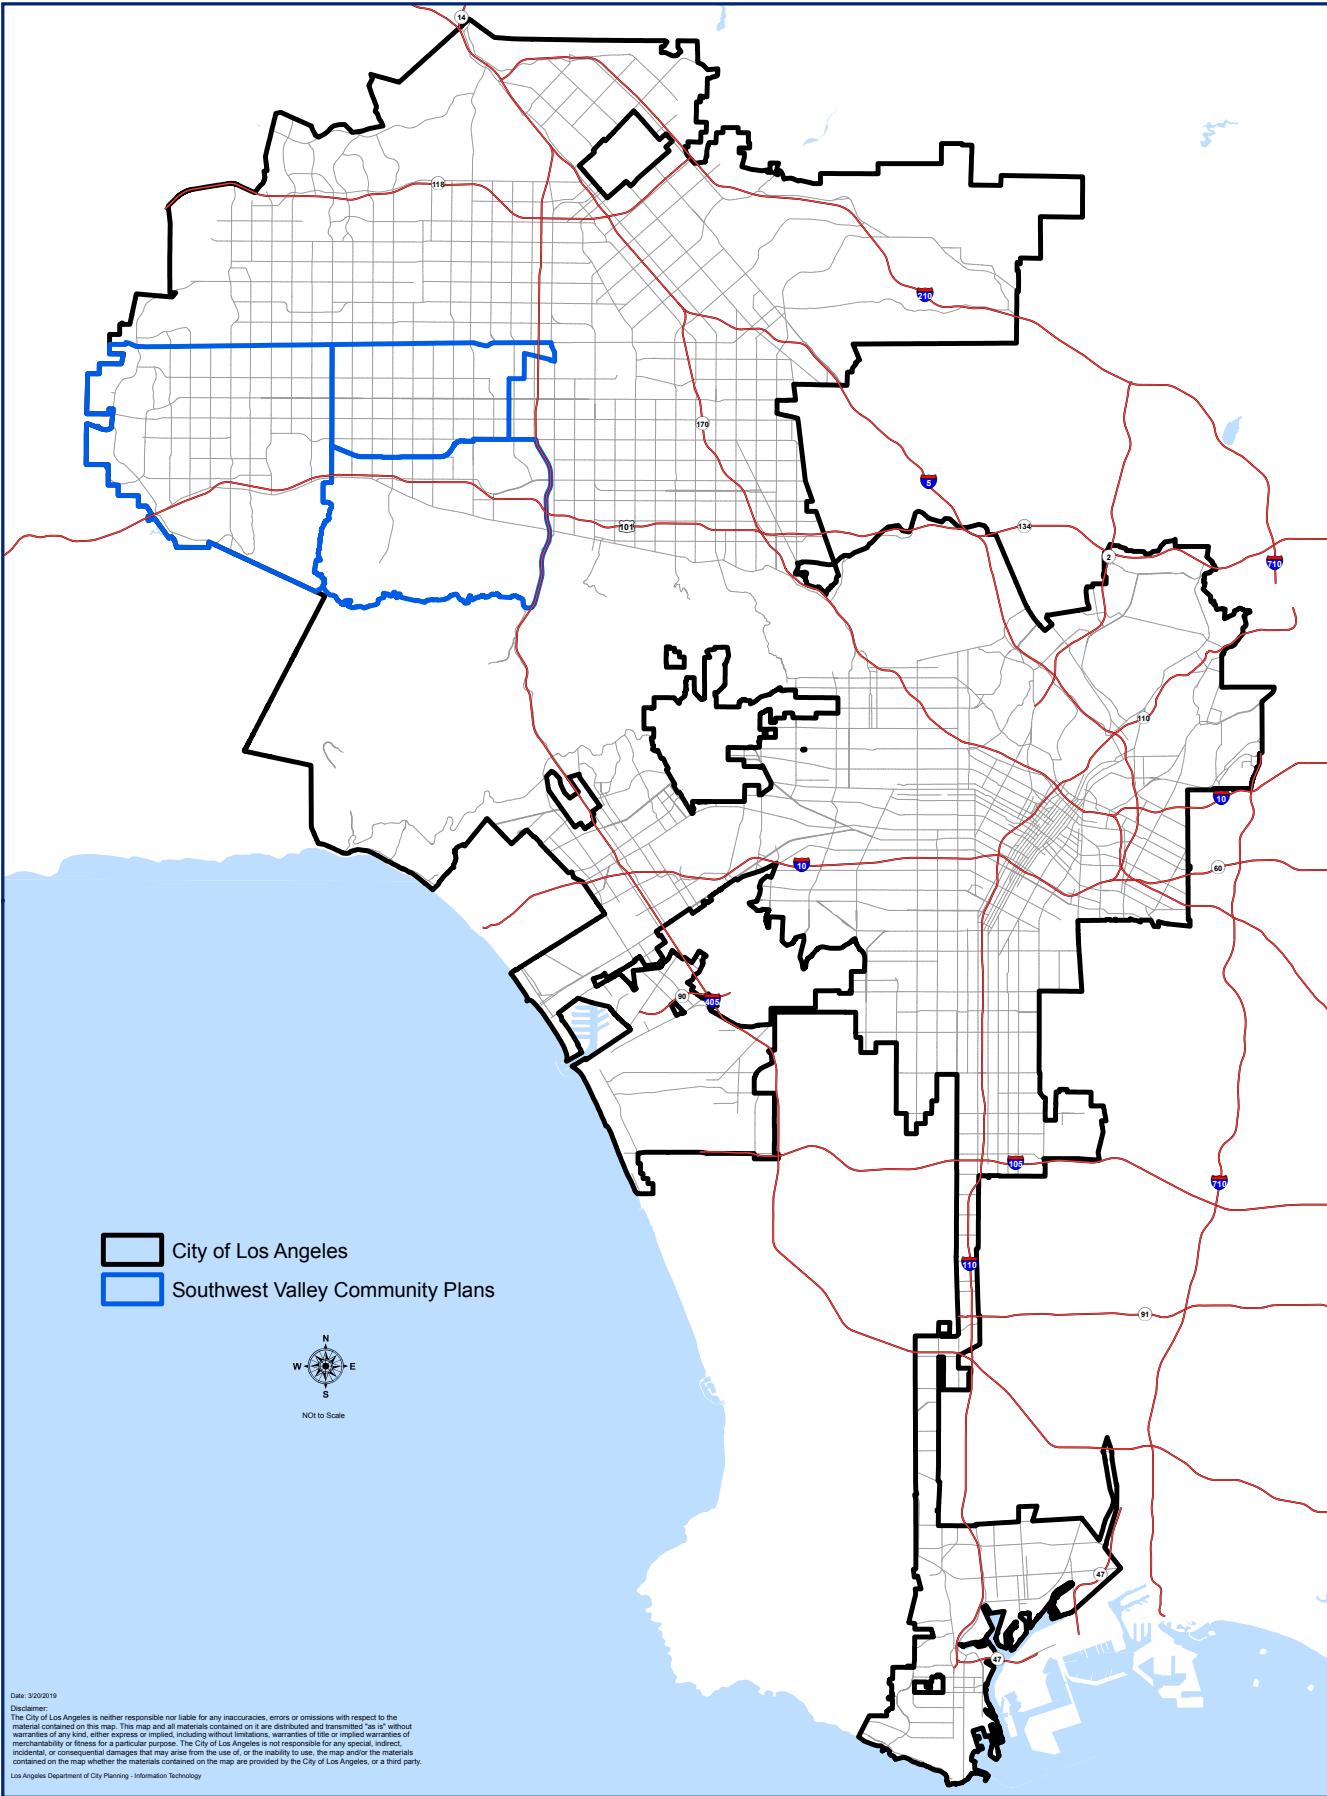 14
118
210
170
5
101
134
2
710
110
10
10
60
90
405
105
710
110
City of Los Angeles
Southwest Valley Community Plans
91
N
W E
S
NOt to Scale
47
47
Date: 3/20/2019
Disclaimer:
The City of Los Angeles is neither responsible nor liable for any inaccuracies, errors or omissions with respect to the
material contained on this map. This map and all materials contained on it are distributed and transmitted "as is" without
warranties of any kind, either express or implied, including without limitations, warranties of title or implied warranties of
merchantability or fitness for a particular purpose. The City of Los Angeles is not responsible for any special, indirect,
incidental, or consequential damages that may arise from the use of, or the inability to use, the map and/or the materials
contained on the map whether the materials contained on the map are provided by the City of Los Angeles, or a third party.
Los Angeles Department of City Planning - Information Technology